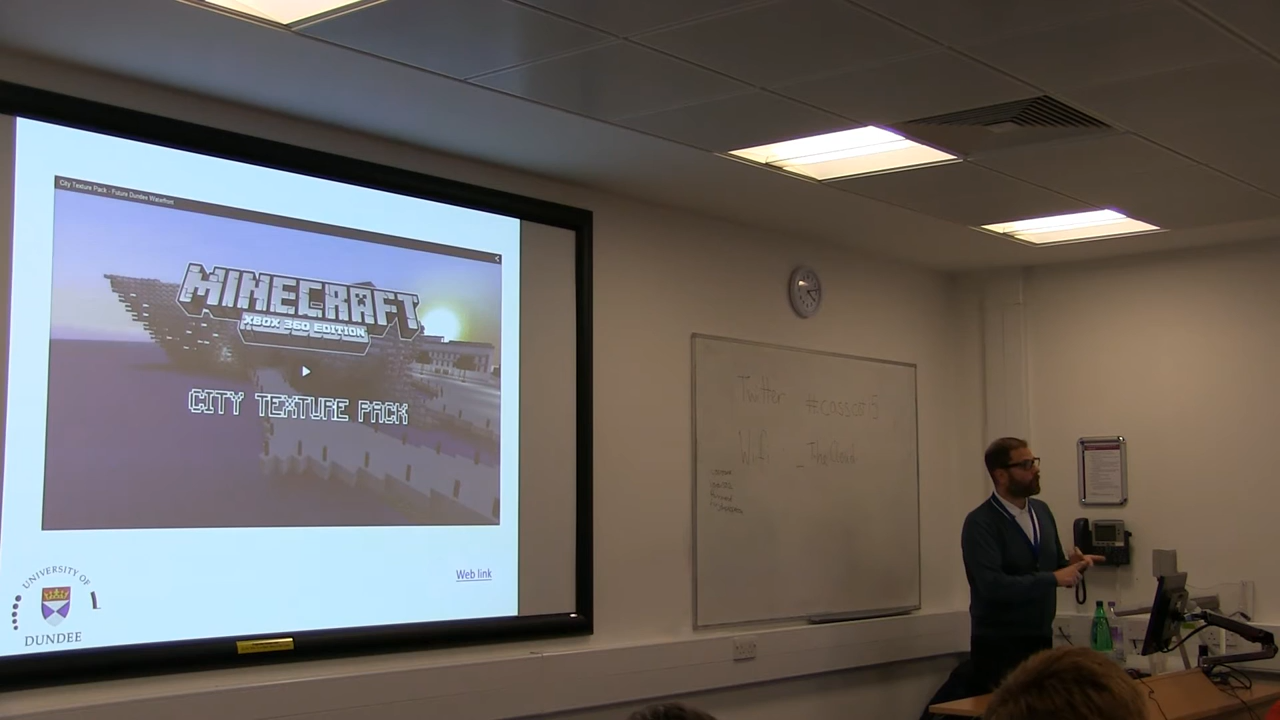 City Texture Pack - Future Dundee Waterfront
MINECRAFT
XBOX 360 EDITION
CITY TEXTURE PACK
Web link
UNIVERSITY OF
DUNDEE
Twitter
Wifi